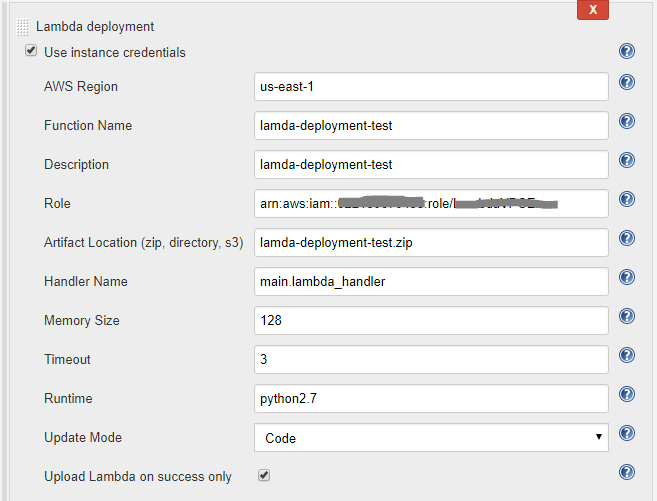 X
Lambda deployment
Use instance credentials
AWS Region
us-east-1
Function Name
lamda-deployment-test
Description
lamda-deployment-test
Role
arn:aws:iam:: :role/
Artifact Location (zip, directory, s3)
lamda-deployment-test.zip
Handler Name
main.lambda_handler
Memory Size
128
Timeout
3
Runtime
python2.7
Update Mode
Code
Upload Lambda on success only